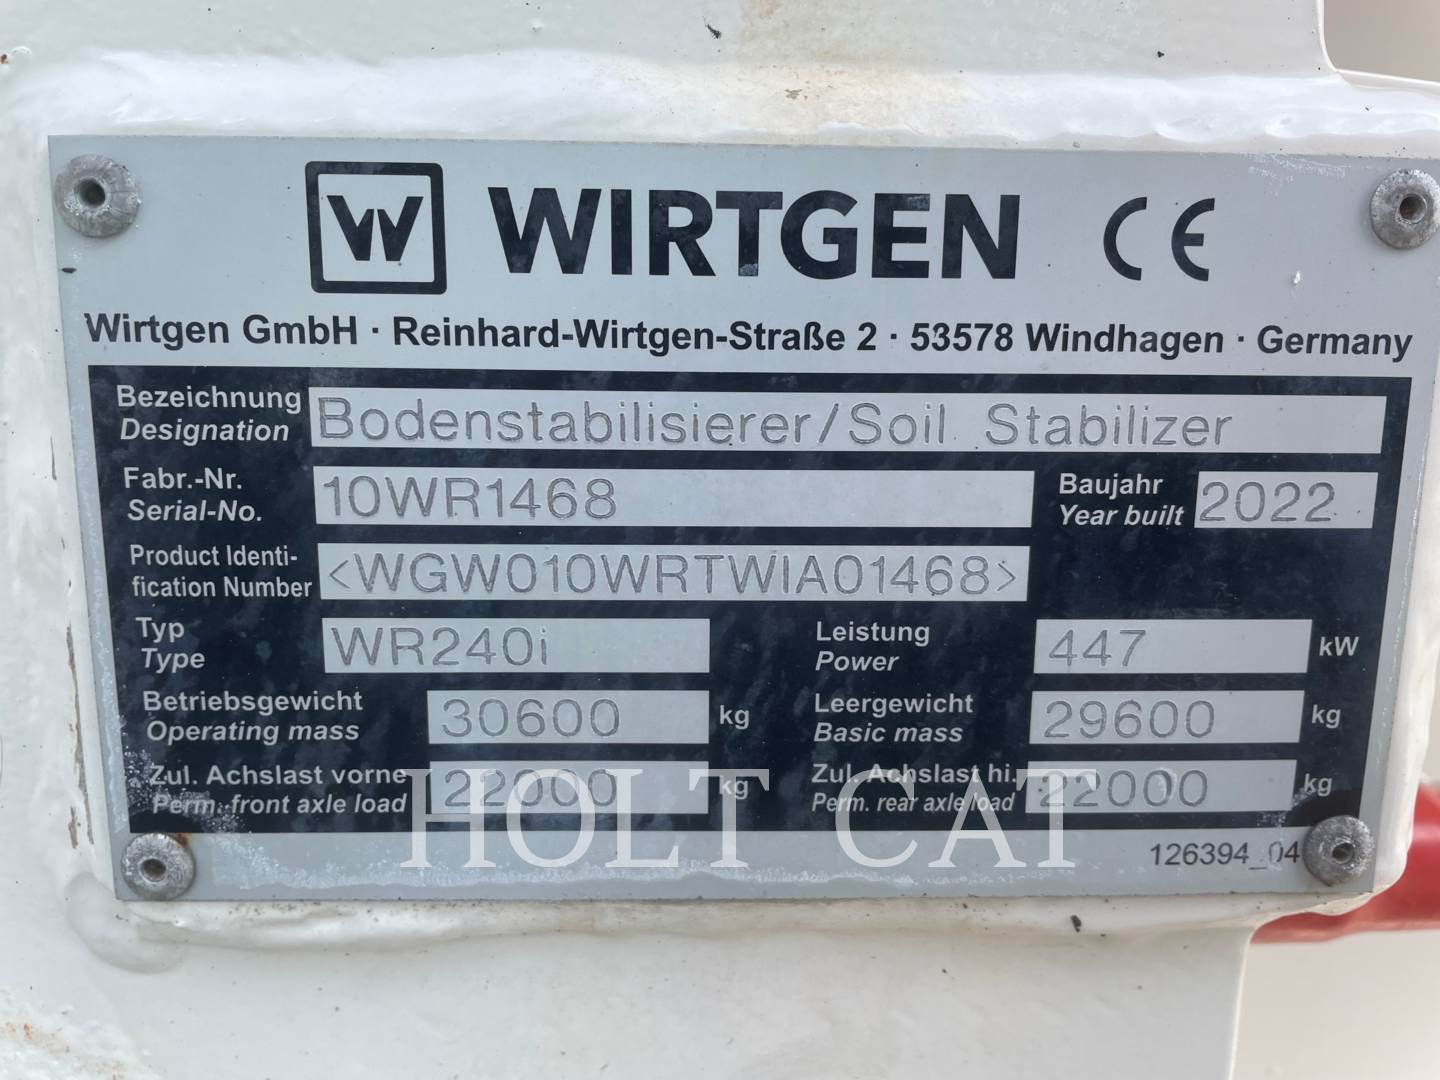 W WIRTGEN CE
Wirtgen GmbH · Reinhard-Wirtgen-Straße 2 · 53578 Windhagen · Germany
Bezeichnung
Designation
Bodenstabilisierer/Soil Stabilizer
Fabr.-Nr.
Serial-No.
10WR1468
Baujahr
Year built
2022
Product Identi-
fication Number
<WGW010WRTWIA01468>
Typ
Type
WR240i
Leistung
Power
447 kW
Betriebsgewicht
Operating mass
30600 kg
Leergewicht
Basic mass
29600 kg
Zul. Achslast vorne
Perm. front axle load
22000 kg
Zul. Achslast hi.
Perm. rear axle load
22000 kg
HOLT CAT
126394_04